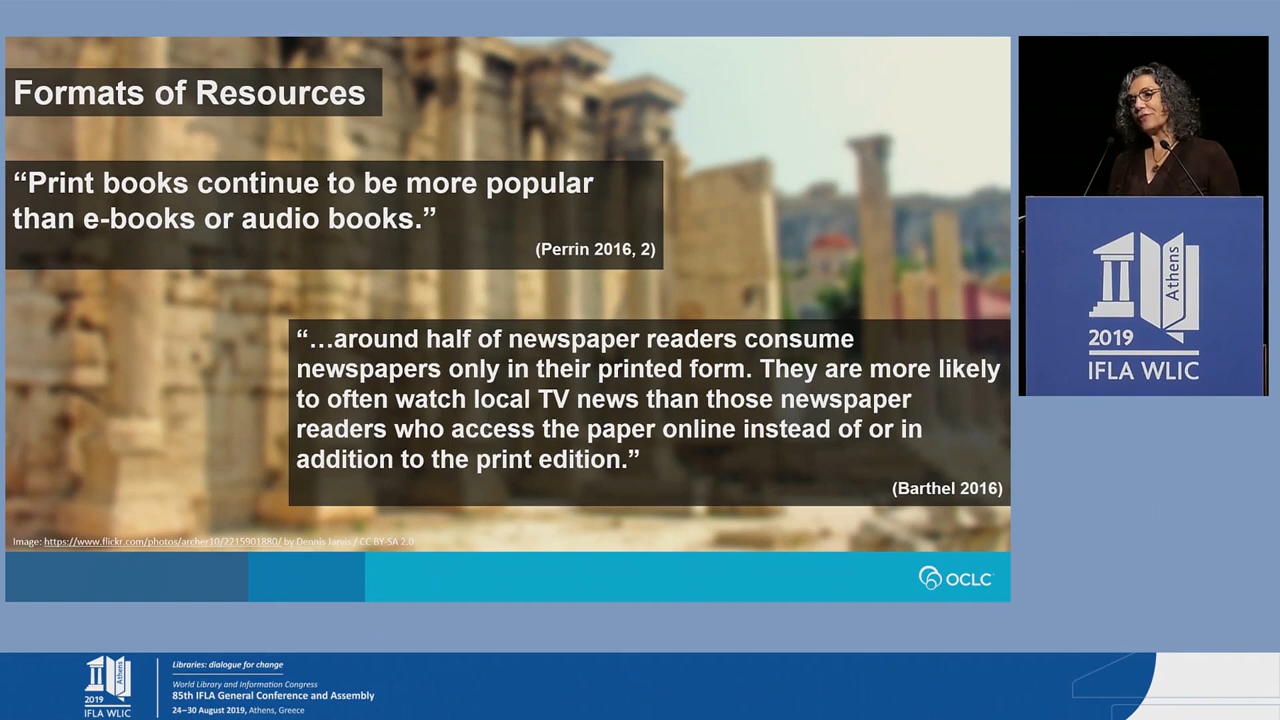 Formats of Resources
“Print books continue to be more popular
than e-books or audio books.”
(Perrin 2016, 2)
“…around half of newspaper readers consume
newspapers only in their printed form. They are more likely
to often watch local TV news than those newspaper
readers who access the paper online instead of or in
addition to the print edition.”
(Barthel 2016)
Image: https://www.flickr.com/photos/archer10/2215901880/ by Dennis Jarvis / CC BY-SA 2.0
OCLC
Athens
2019
IFLA WLIC
Athens
2019
IFLA WLIC
Libraries: dialogue for change
World Library and Information Congress
85th IFLA General Conference and Assembly
24–30 August 2019, Athens, Greece